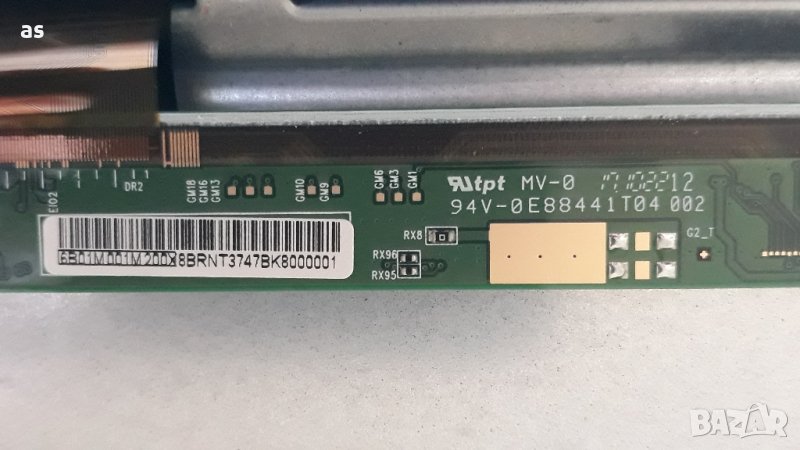 as
DR2
EIO2
GM18
GM16
GM13
GM10
GM9
GM6
GM3
GM1
tpt MV-0 17102212
94V-0E88441T04 002
RX8
G2_T
RX96
RX95
6B01M001M200X8BRNT3747BK8000001
BAZAR